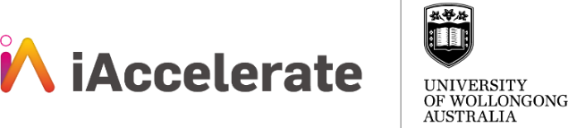 iAccelerate
UNIVERSITY
OF WOLLONGONG
AUSTRALIA